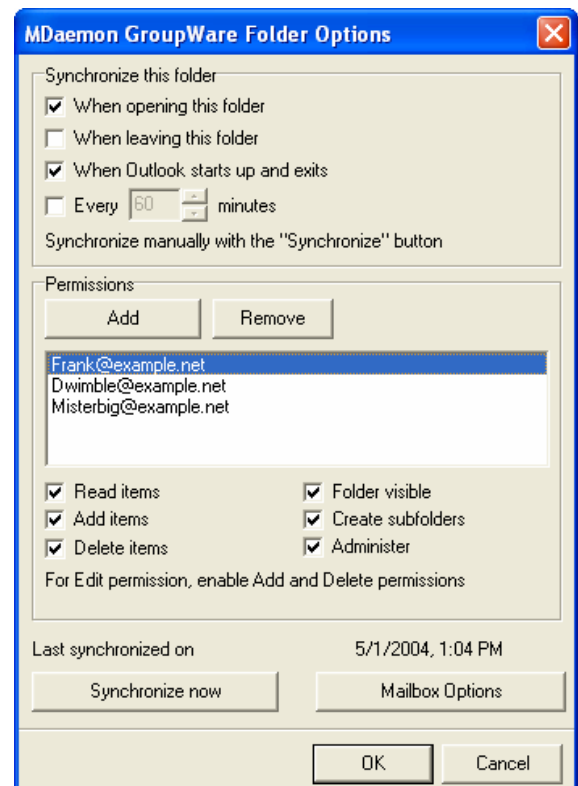 MDaemon GroupWare Folder Options
Synchronize this folder
When opening this folder
When leaving this folder
When Outlook starts up and exits
Every 60 minutes
Synchronize manually with the "Synchronize" button
Permissions
Add Remove
Frank@example.net
Dwimble@example.net
Misterbig@example.net
Read items Folder visible
Add items Create subfolders
Delete items Administer
For Edit permission, enable Add and Delete permissions
Last synchronized on 5/1/2004, 1:04 PM
Synchronize now Mailbox Options
OK Cancel